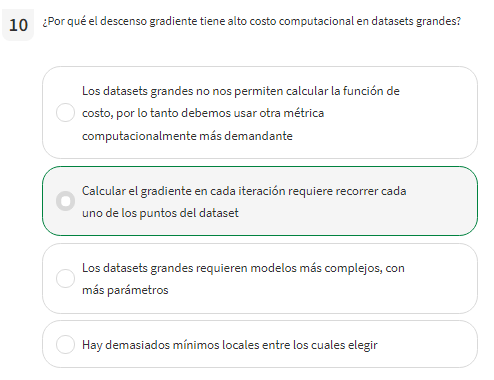 10
¿Por qué el descenso gradiente tiene alto costo computacional en datasets grandes?
Los datasets grandes no nos permiten calcular la función de
costo, por lo tanto debemos usar otra métrica
computacionalmente más demandante
Calcular el gradiente en cada iteración requiere recorrer cada
uno de los puntos del dataset
Los datasets grandes requieren modelos más complejos, con
más parámetros
Hay demasiados mínimos locales entre los cuales elegir